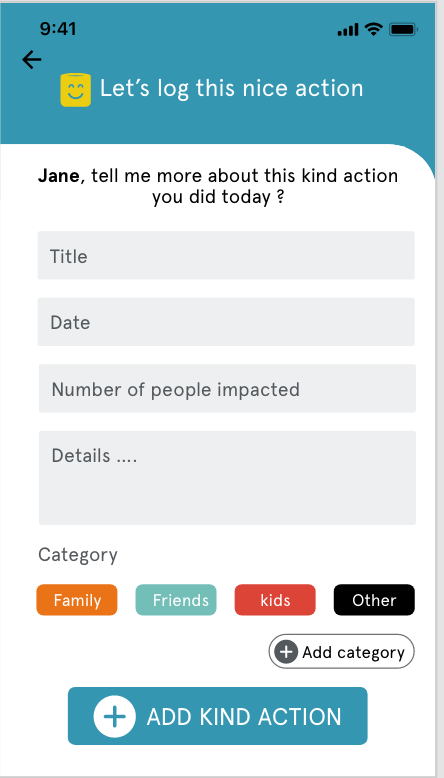 9:41
Let’s log this nice action
Jane, tell me more about this kind action
you did today ?
Title
Date
Number of people impacted
Details ....
Category
Family Friends kids Other
Add category
ADD KIND ACTION